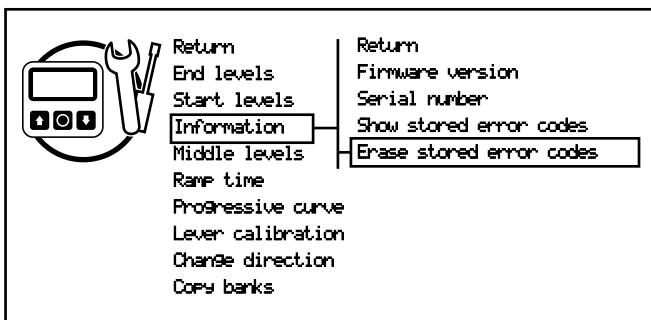 Return
End levels
Start levels
Information
Middle levels
Ramp time
Progressive curve
Lever calibration
Change direction
Copy banks
Return
Firmware version
Serial number
Show stored error codes
Erase stored error codes